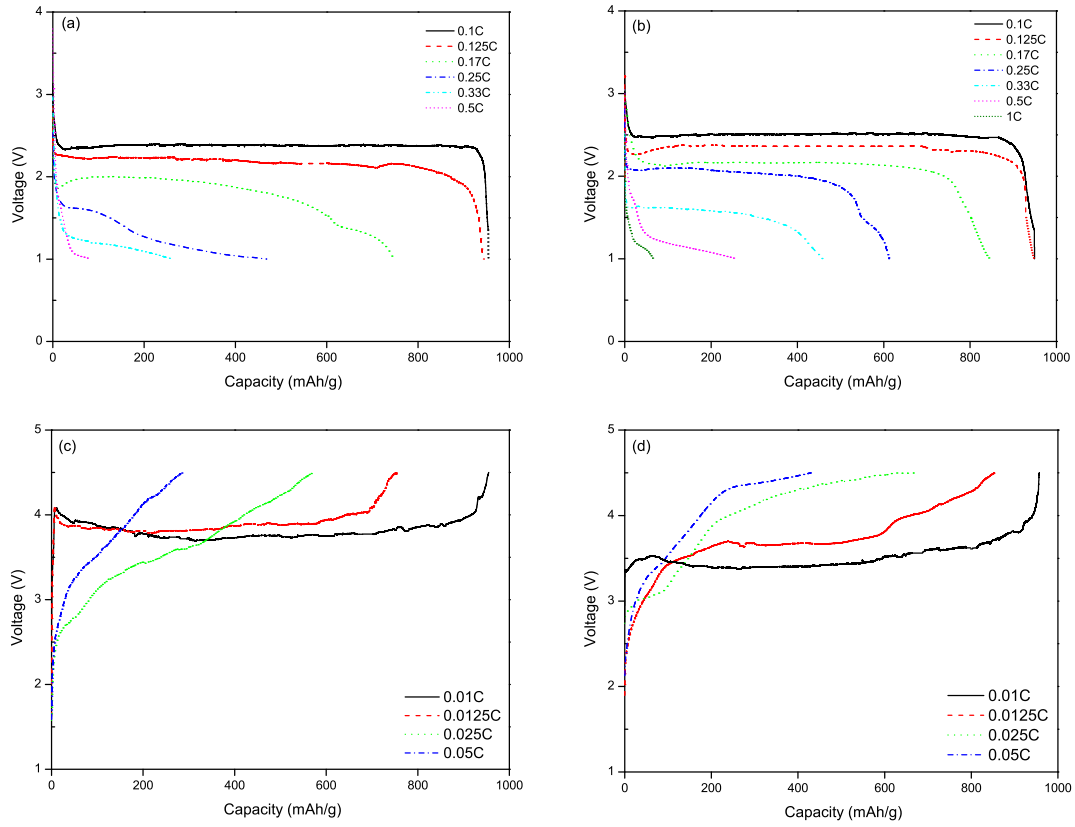 (a)
0.1C
0.125C
0.17C
0.25C
0.33C
0.5C
4
3
2
1
0
Voltage (V)
0 200 400 600 800 1000
Capacity (mAh/g)
(b)
0.1C
0.125C
0.17C
0.25C
0.33C
0.5C
1C
4
3
2
1
0
Voltage (V)
0 200 400 600 800 1000
Capacity (mAh/g)
(c)
5
4
3
2
1
Voltage (V)
0.01C
0.0125C
0.025C
0.05C
0 200 400 600 800 1000
Capacity (mAh/g)
(d)
5
4
3
2
1
Voltage (V)
0.01C
0.0125C
0.025C
0.05C
0 200 400 600 800 1000
Capacity (mAh/g)